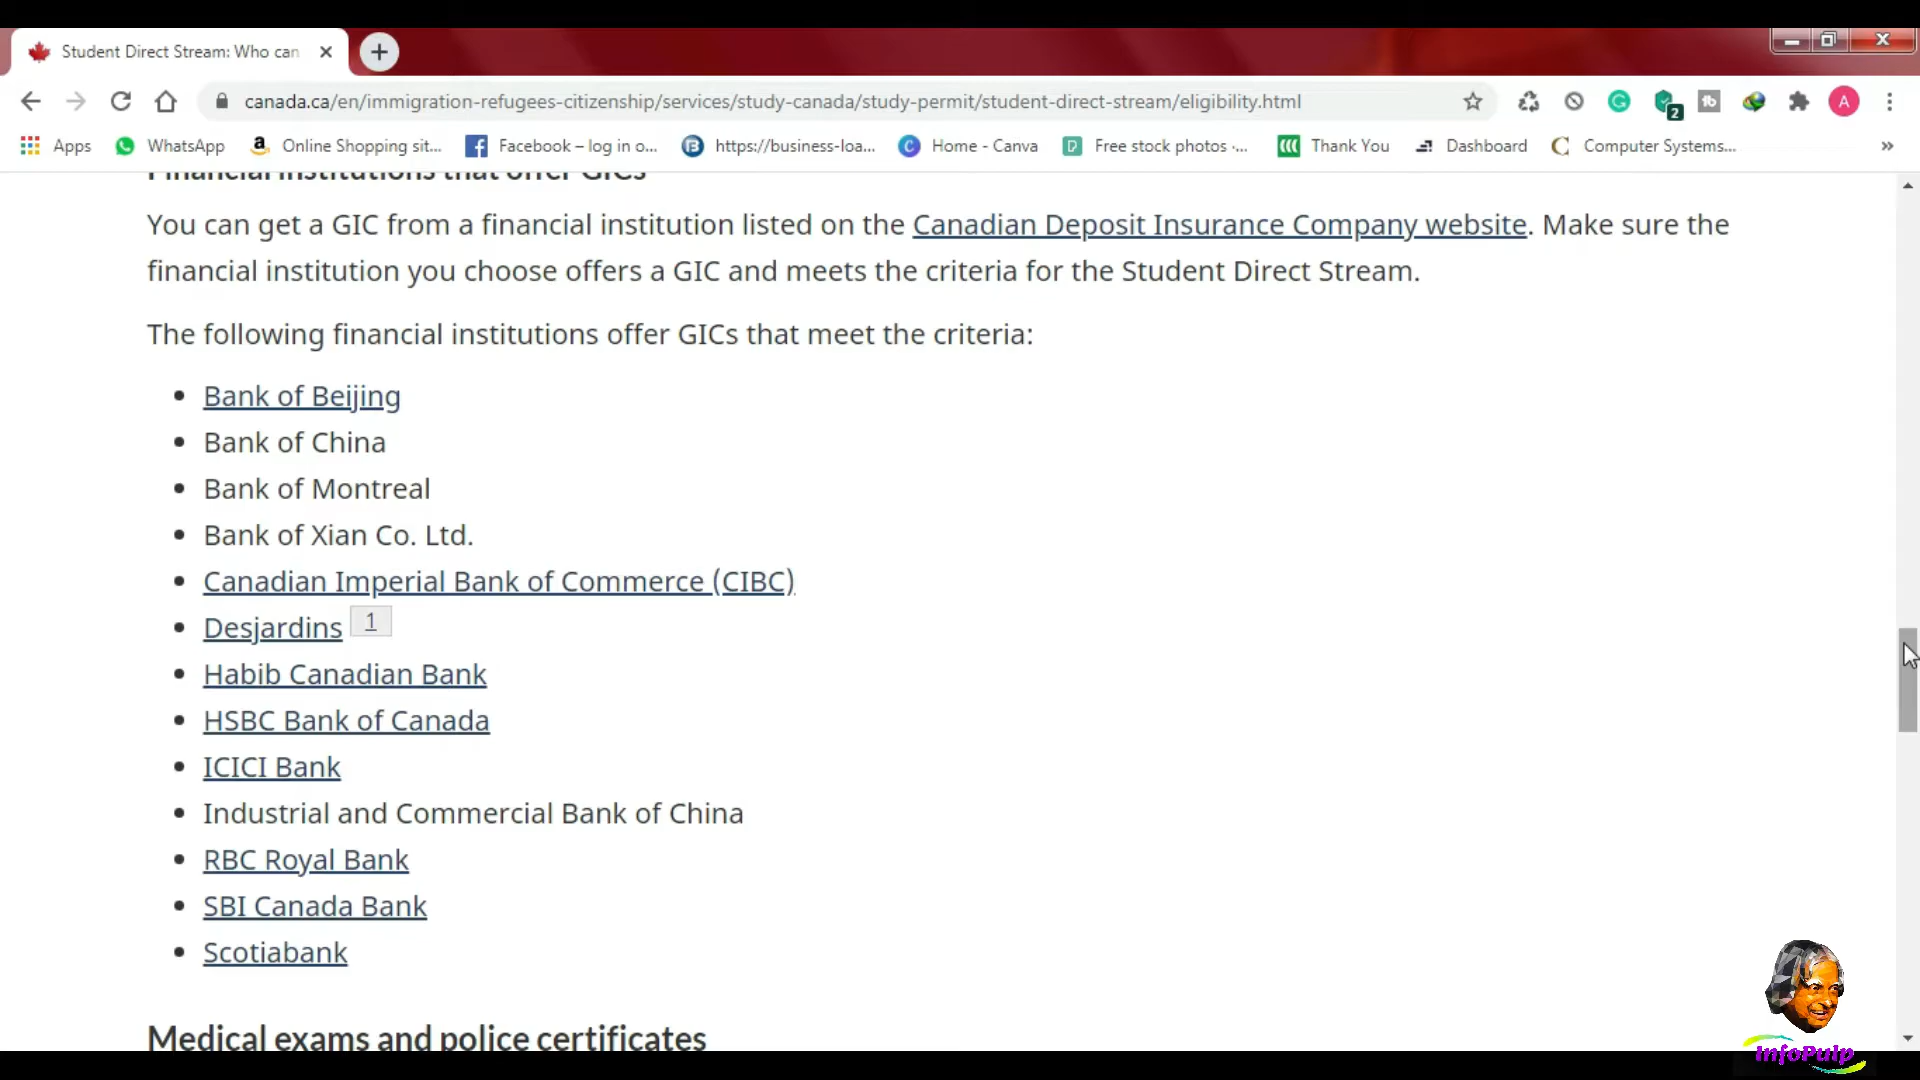 Student Direct Stream: Who can
canada.ca/en/immigration-refugees-citizenship/services/study-canada/study-permit/student-direct-stream/eligibility.html
2
A
Apps
WhatsApp
Online Shopping sit...
Facebook – log in o...
https://business-loa...
Home - Canva
Free stock photos ·...
Thank You
Dashboard
Computer Systems...
»
Financial institutions that offer GICs
You can get a GIC from a financial institution listed on the Canadian Deposit Insurance Company website. Make sure the
financial institution you choose offers a GIC and meets the criteria for the Student Direct Stream.
The following financial institutions offer GICs that meet the criteria:
• Bank of Beijing
• Bank of China
• Bank of Montreal
• Bank of Xian Co. Ltd.
• Canadian Imperial Bank of Commerce (CIBC)
• Desjardins 1
• Habib Canadian Bank
• HSBC Bank of Canada
• ICICI Bank
• Industrial and Commercial Bank of China
• RBC Royal Bank
• SBI Canada Bank
• Scotiabank
Medical exams and police certificates
InfoPulp